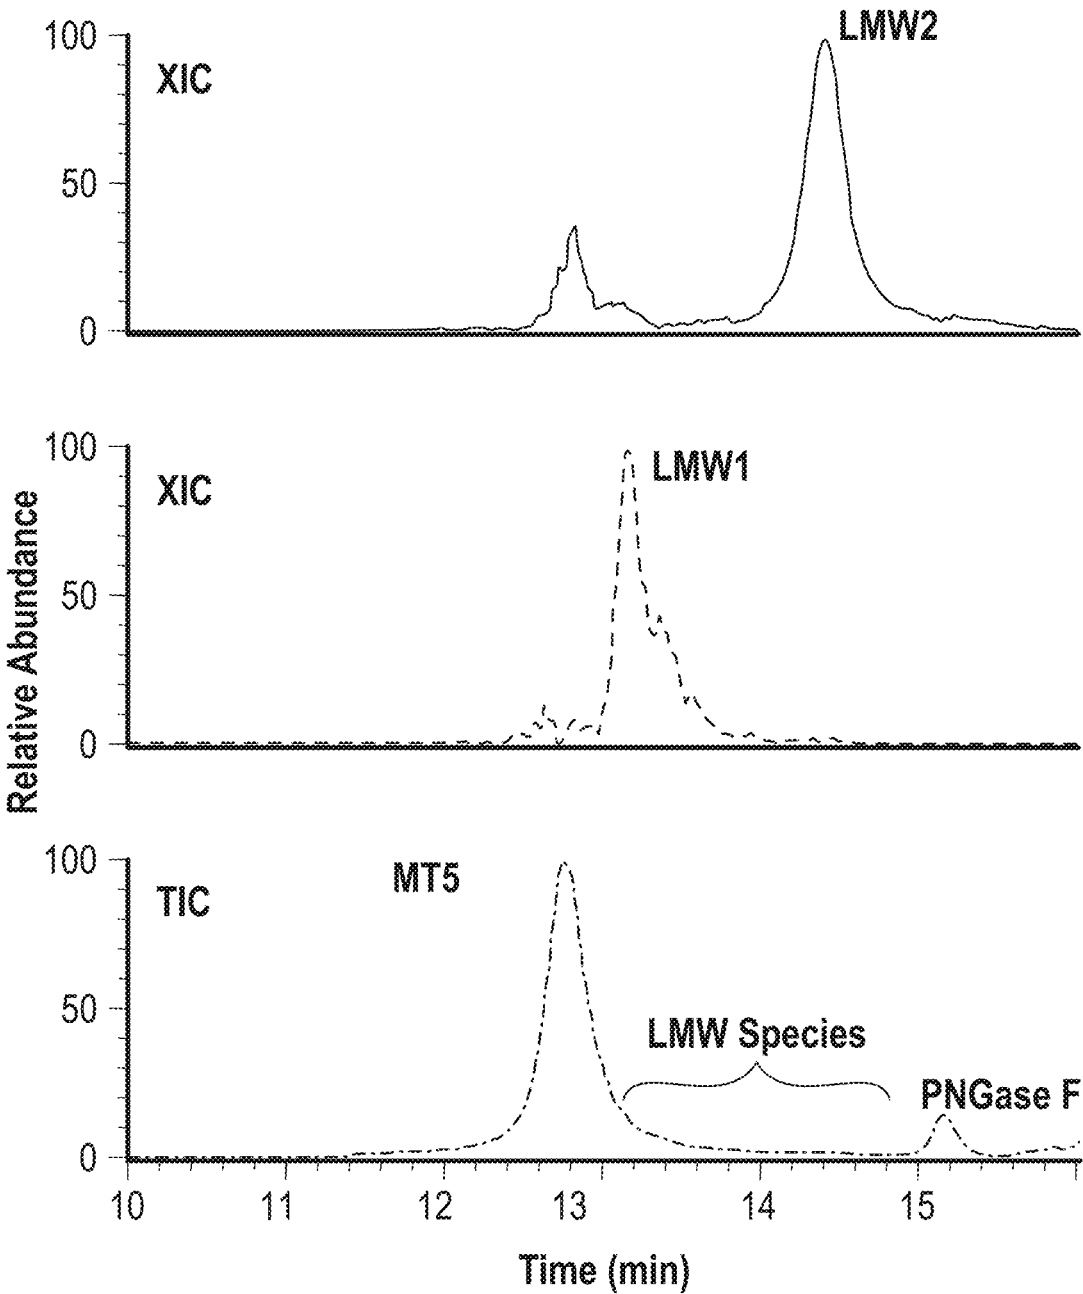 LMW2
100
XIC
50
0
100
XIC
LMW1
50
0
Relative Abundance
100
TIC
MT5
50
LMW Species
PNGase F
0
10 11 12 13 14 15
Time (min)